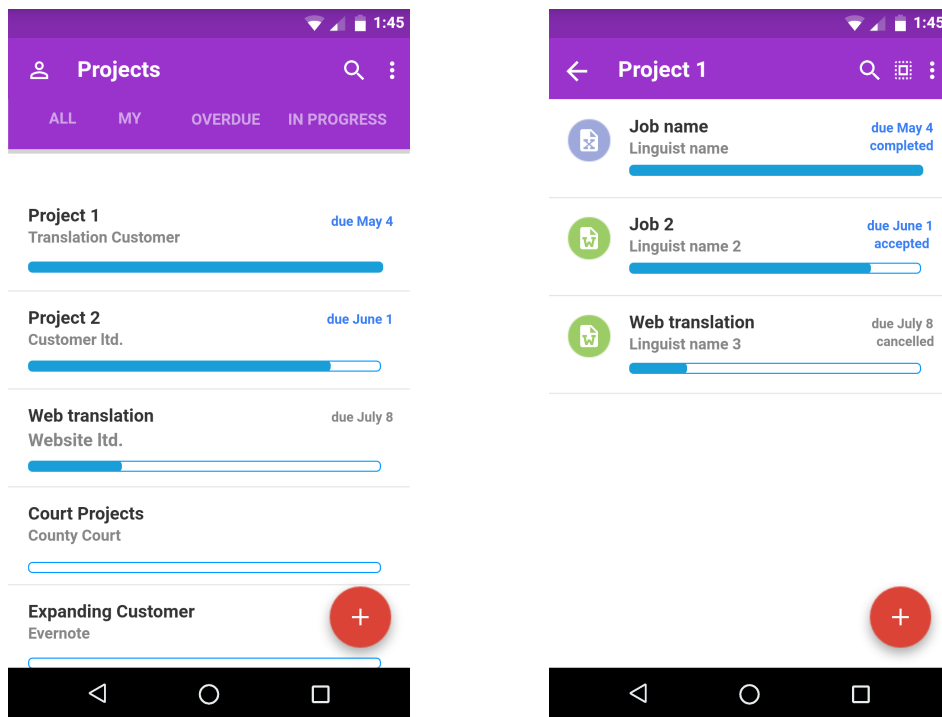 1:45
Projects
ALL MY OVERDUE IN PROGRESS
Project 1
due May 4
Translation Customer
Project 2
due June 1
Customer ltd.
Web translation
due July 8
Website ltd.
Court Projects
County Court
Expanding Customer
Evernote
1:45
Project 1
Job name
due May 4
Linguist name
completed
Job 2
due June 1
Linguist name 2
accepted
Web translation
due July 8
Linguist name 3
cancelled